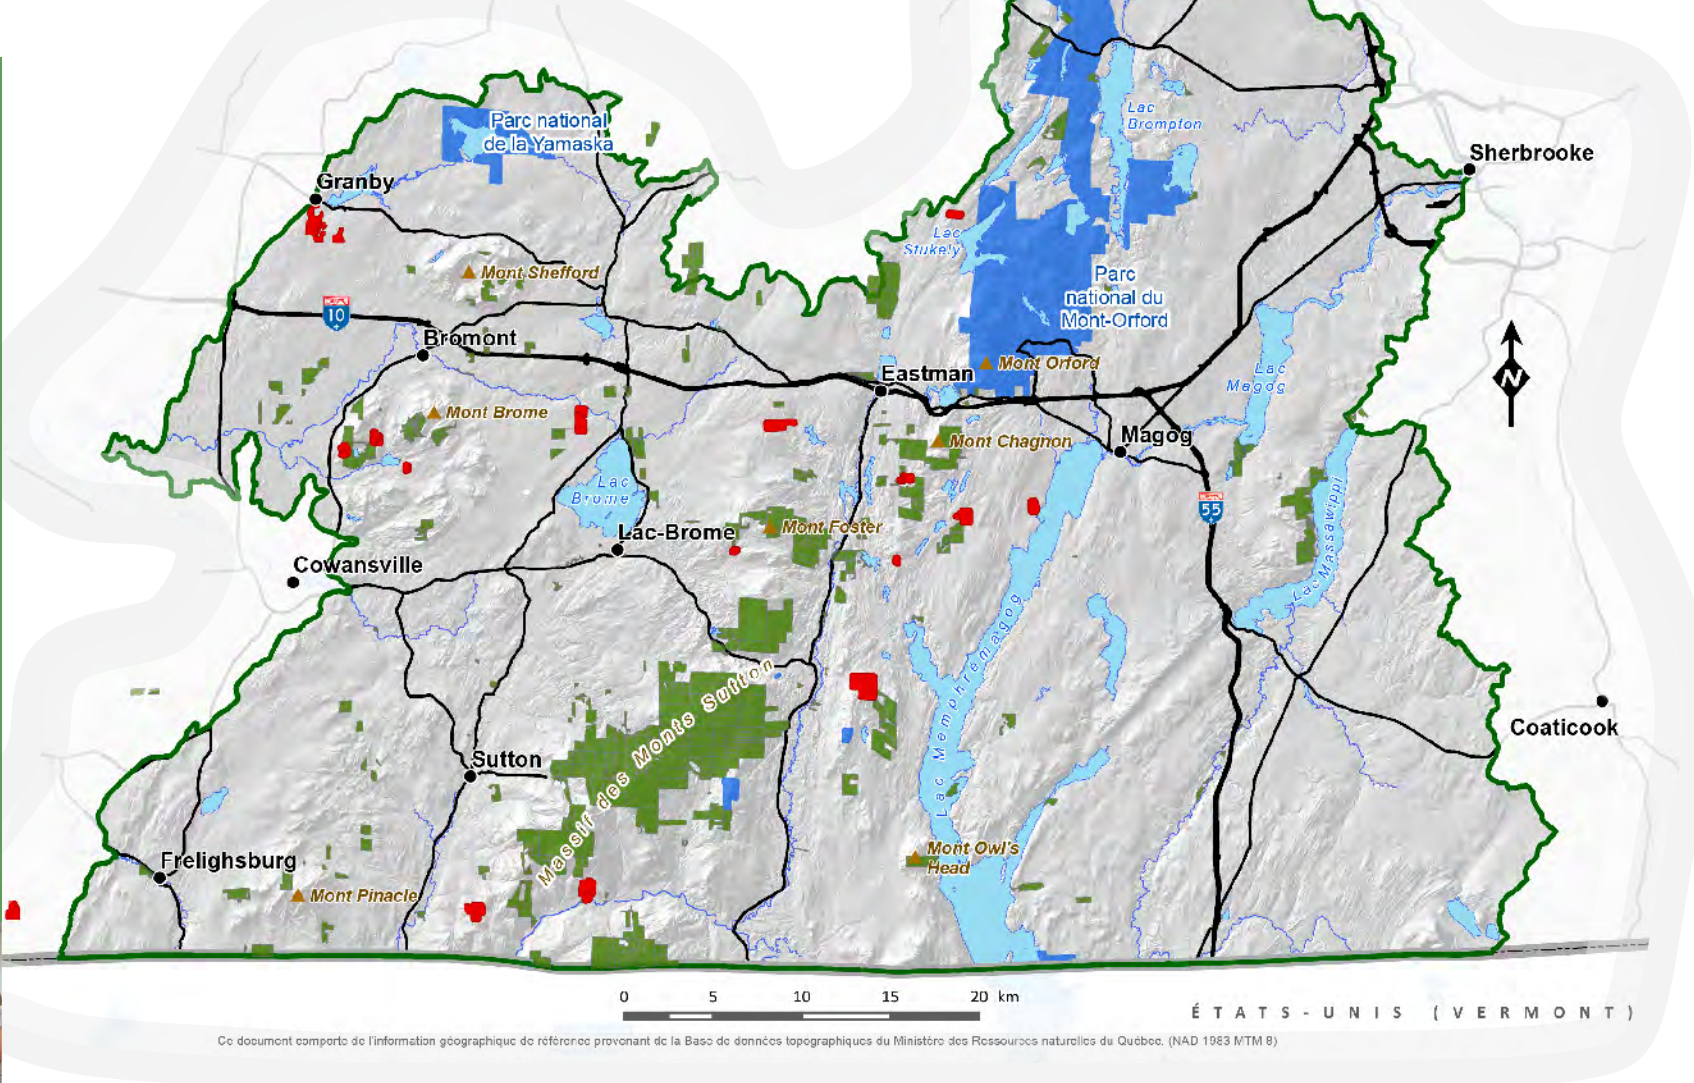 Parc national
de la Yamaska
Lac
Brompton
Sherbrooke
Granby
Lac
Stukely
Mont Shefford
Parc
national du
Mont-Orford
10
Bromont
Mont Orford
Eastman
Lac
Magog
Mont Brome
Mont Chagnon
Magog
Lac
Brome
55
Lac Massawippi
Mont Foster
Lac-Brome
Cowansville
Lac Memphrémagog
Massif des Monts Sutton
Coaticook
Sutton
Mont Owl's
Head
Frelighsburg
Mont Pinacle
N
0 5 10 15 20 km
ÉTATS-UNIS (VERMONT)
Ce document comporte de l'information géographique de référence provenant de la Base de données topographiques du Ministère des Ressources naturelles du Québec. (NAD 1983 MTM 8)